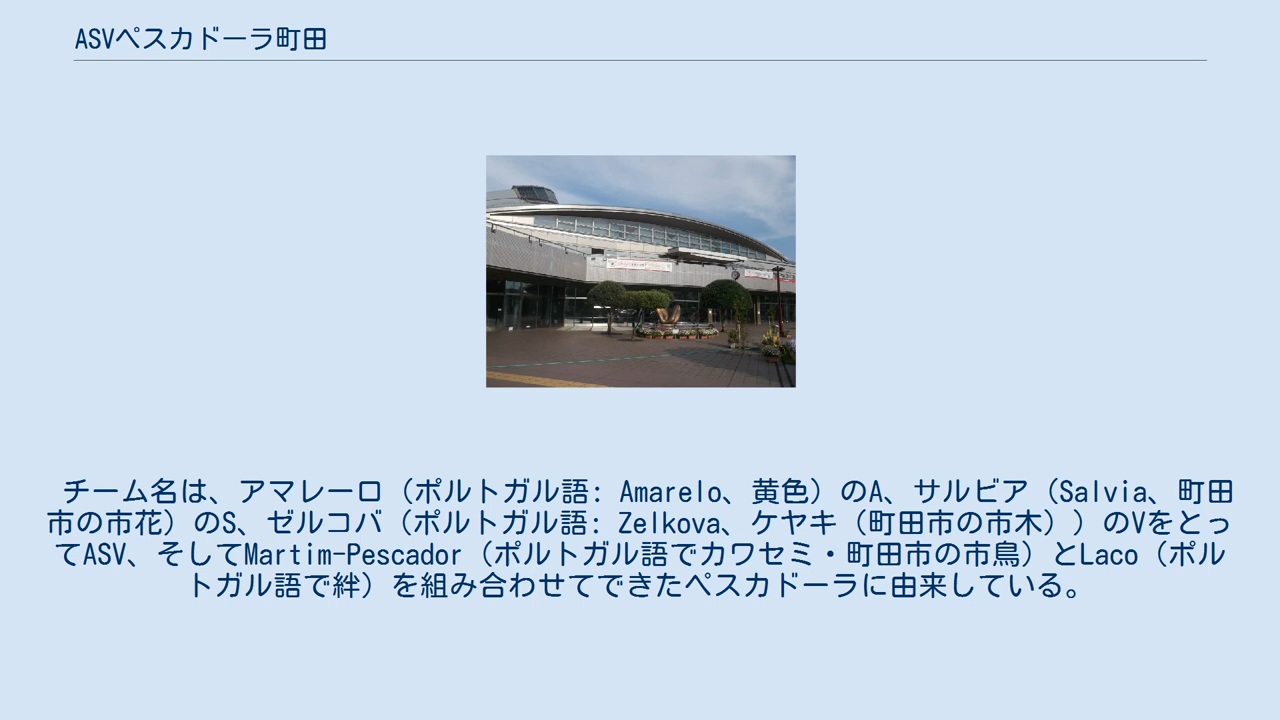 ASVペスカドーラ町田
チーム名は、アマレーロ（ポルトガル語: Amarelo、黄色）のA、サルビア（Salvia、町田
市の市花）のS、ゼルコバ（ポルトガル語: Zelkova、ケヤキ（町田市の市木））のVをとっ
てASV、そしてMartim-Pescador（ポルトガル語でカワセミ・町田市の市鳥）とLaco（ポル
トガル語で絆）を組み合わせてできたペスカドーラに由来している。